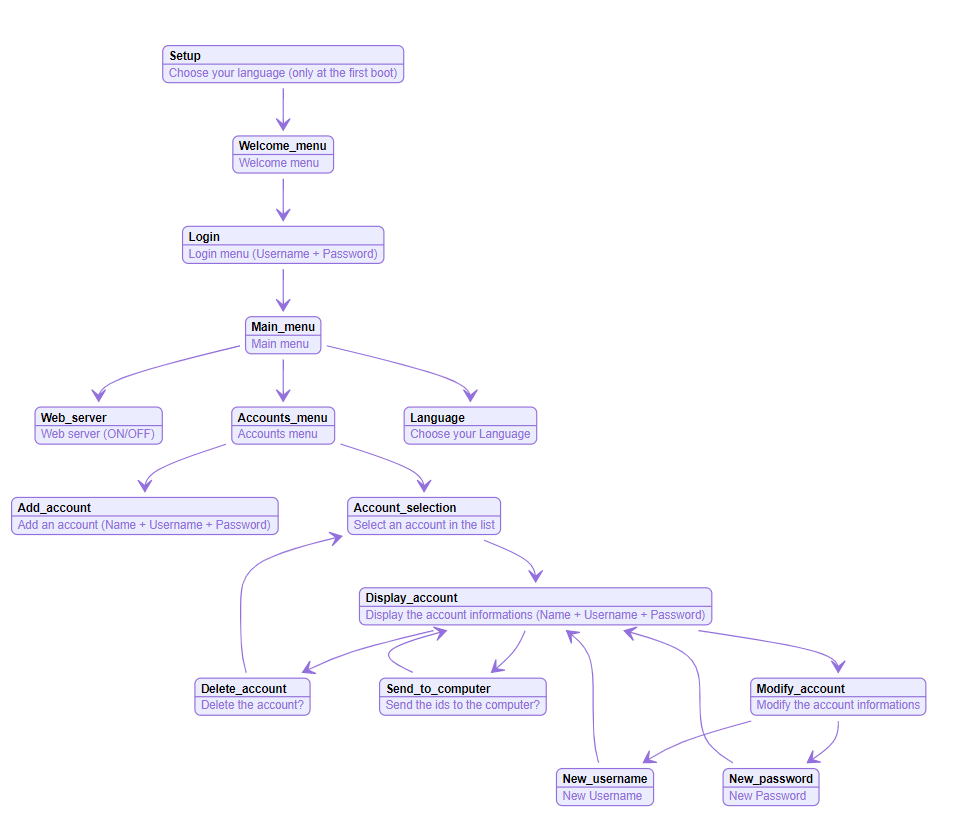 Setup
Choose your language (only at the first boot)
Welcome_menu
Welcome menu
Login
Login menu (Username + Password)
Main_menu
Main menu
Web_server
Web server (ON/OFF)
Accounts_menu
Accounts menu
Language
Choose your Language
Add_account
Add an account (Name + Username + Password)
Account_selection
Select an account in the list
Display_account
Display the account informations (Name + Username + Password)
Delete_account
Delete the account?
Send_to_computer
Send the ids to the computer?
Modify_account
Modify the account informations
New_username
New Username
New_password
New Password